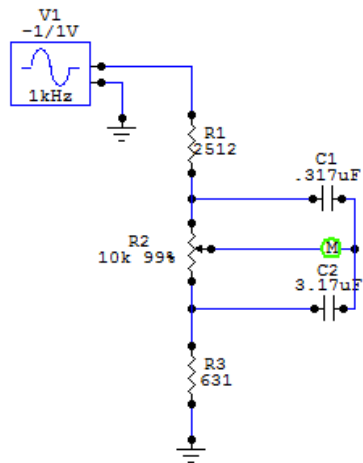 V1
-1/1V
1kHz
R1
2512
C1
.317uF
R2
10k 99%
M
C2
3.17uF
R3
631